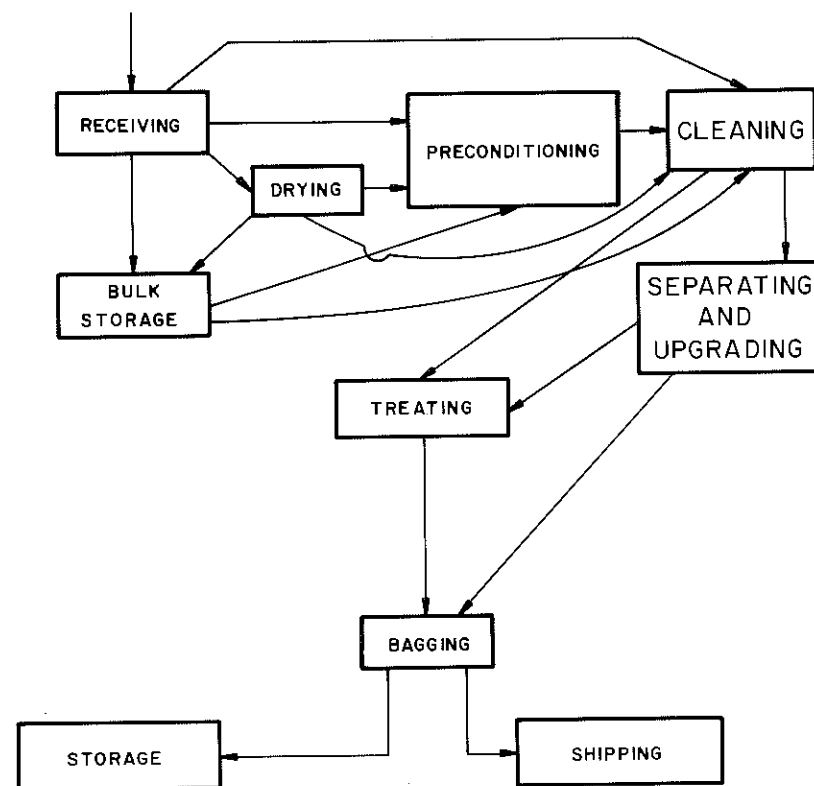 RECEIVING
PRECONDITIONING
CLEANING
DRYING
BULK
STORAGE
SEPARATING
AND
UPGRADING
TREATING
BAGGING
STORAGE
SHIPPING